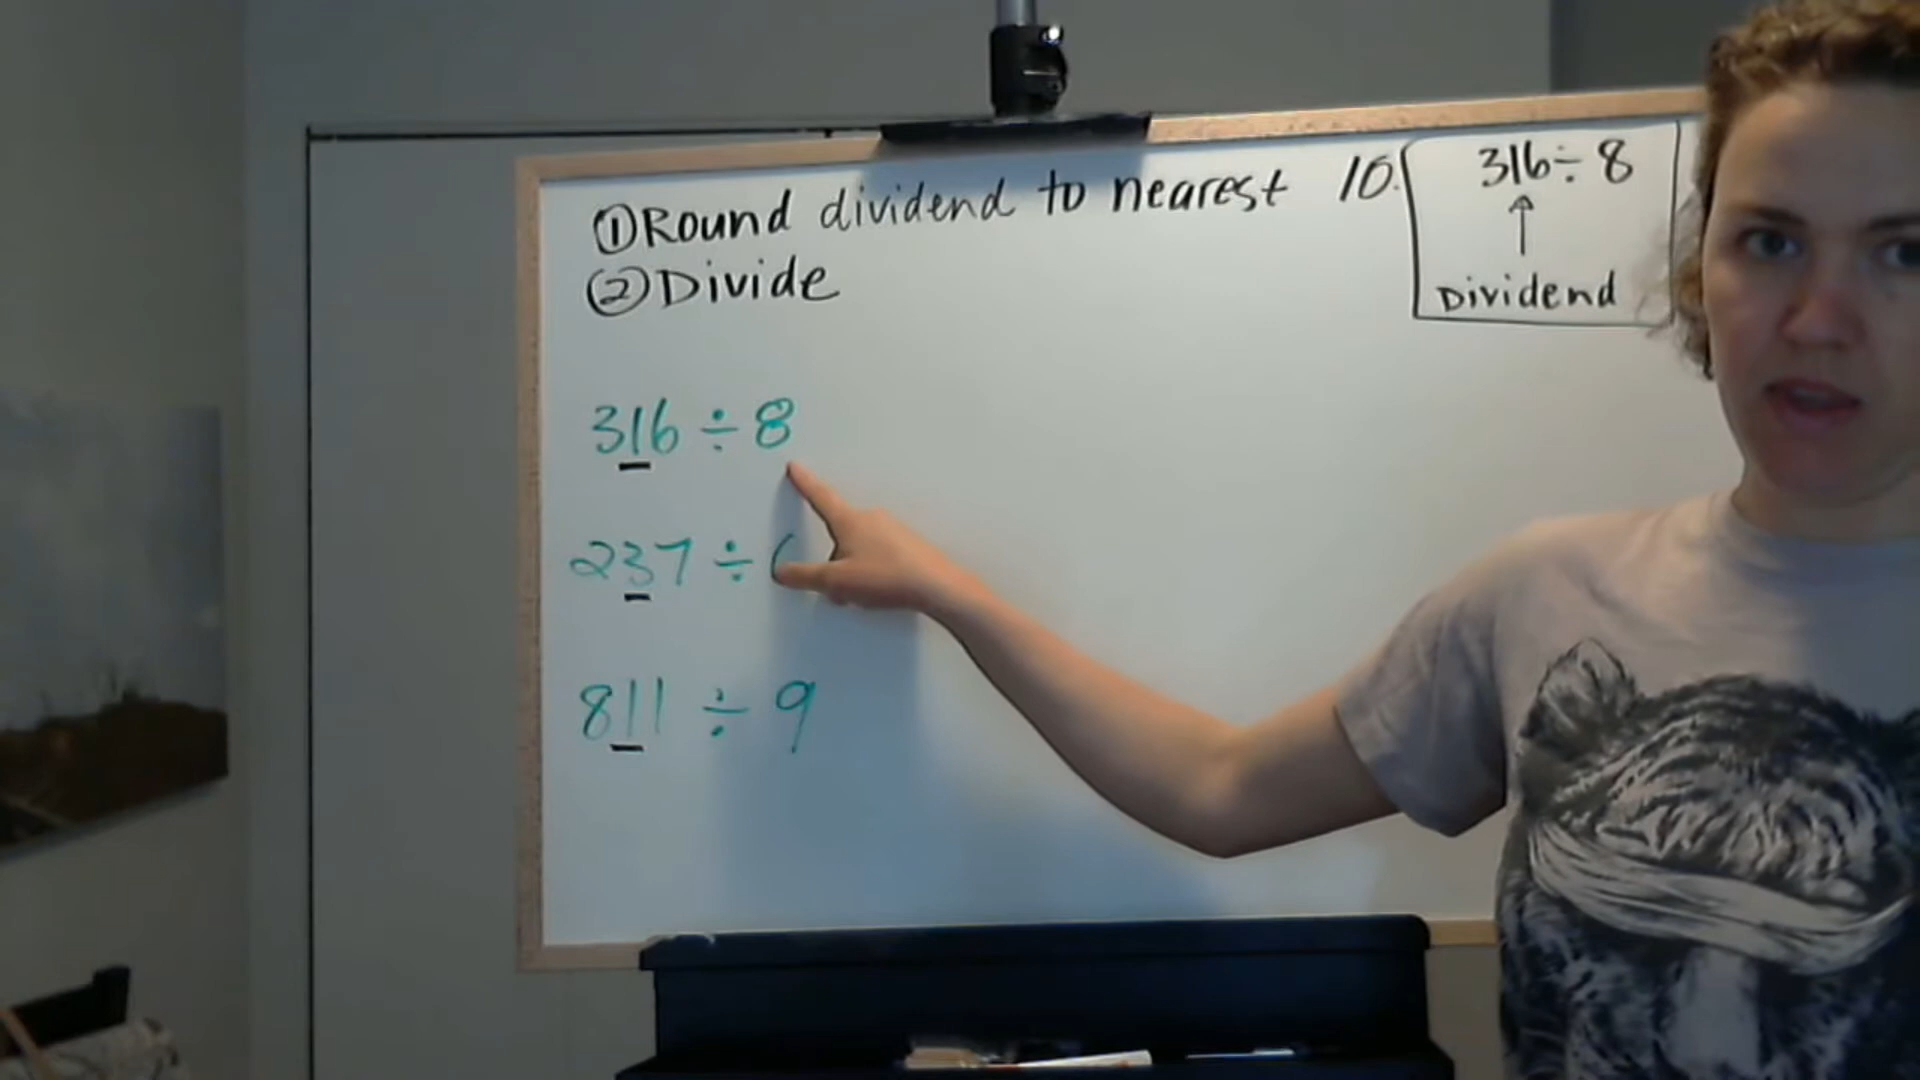 ①Round dividend to nearest 10.
②Divide
316 ÷ 8
Dividend
316 ÷ 8
237 ÷
811 ÷ 9